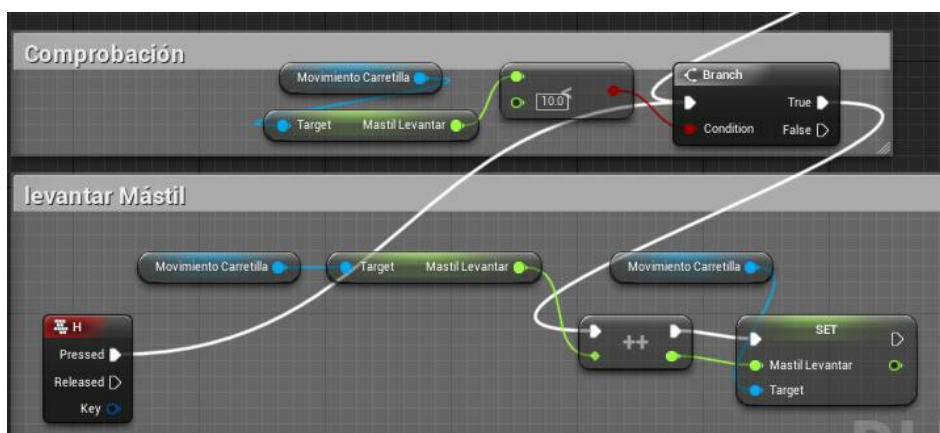 Comprobación
Movimiento Carretilla
Target Mastil Levantar
10.0 <
Branch
True
Condition False
levantar Mástil
Movimiento Carretilla
Target Mastil Levantar
Movimiento Carretilla
H
Pressed
Released
Key
++
SET
Mastil Levantar
Target